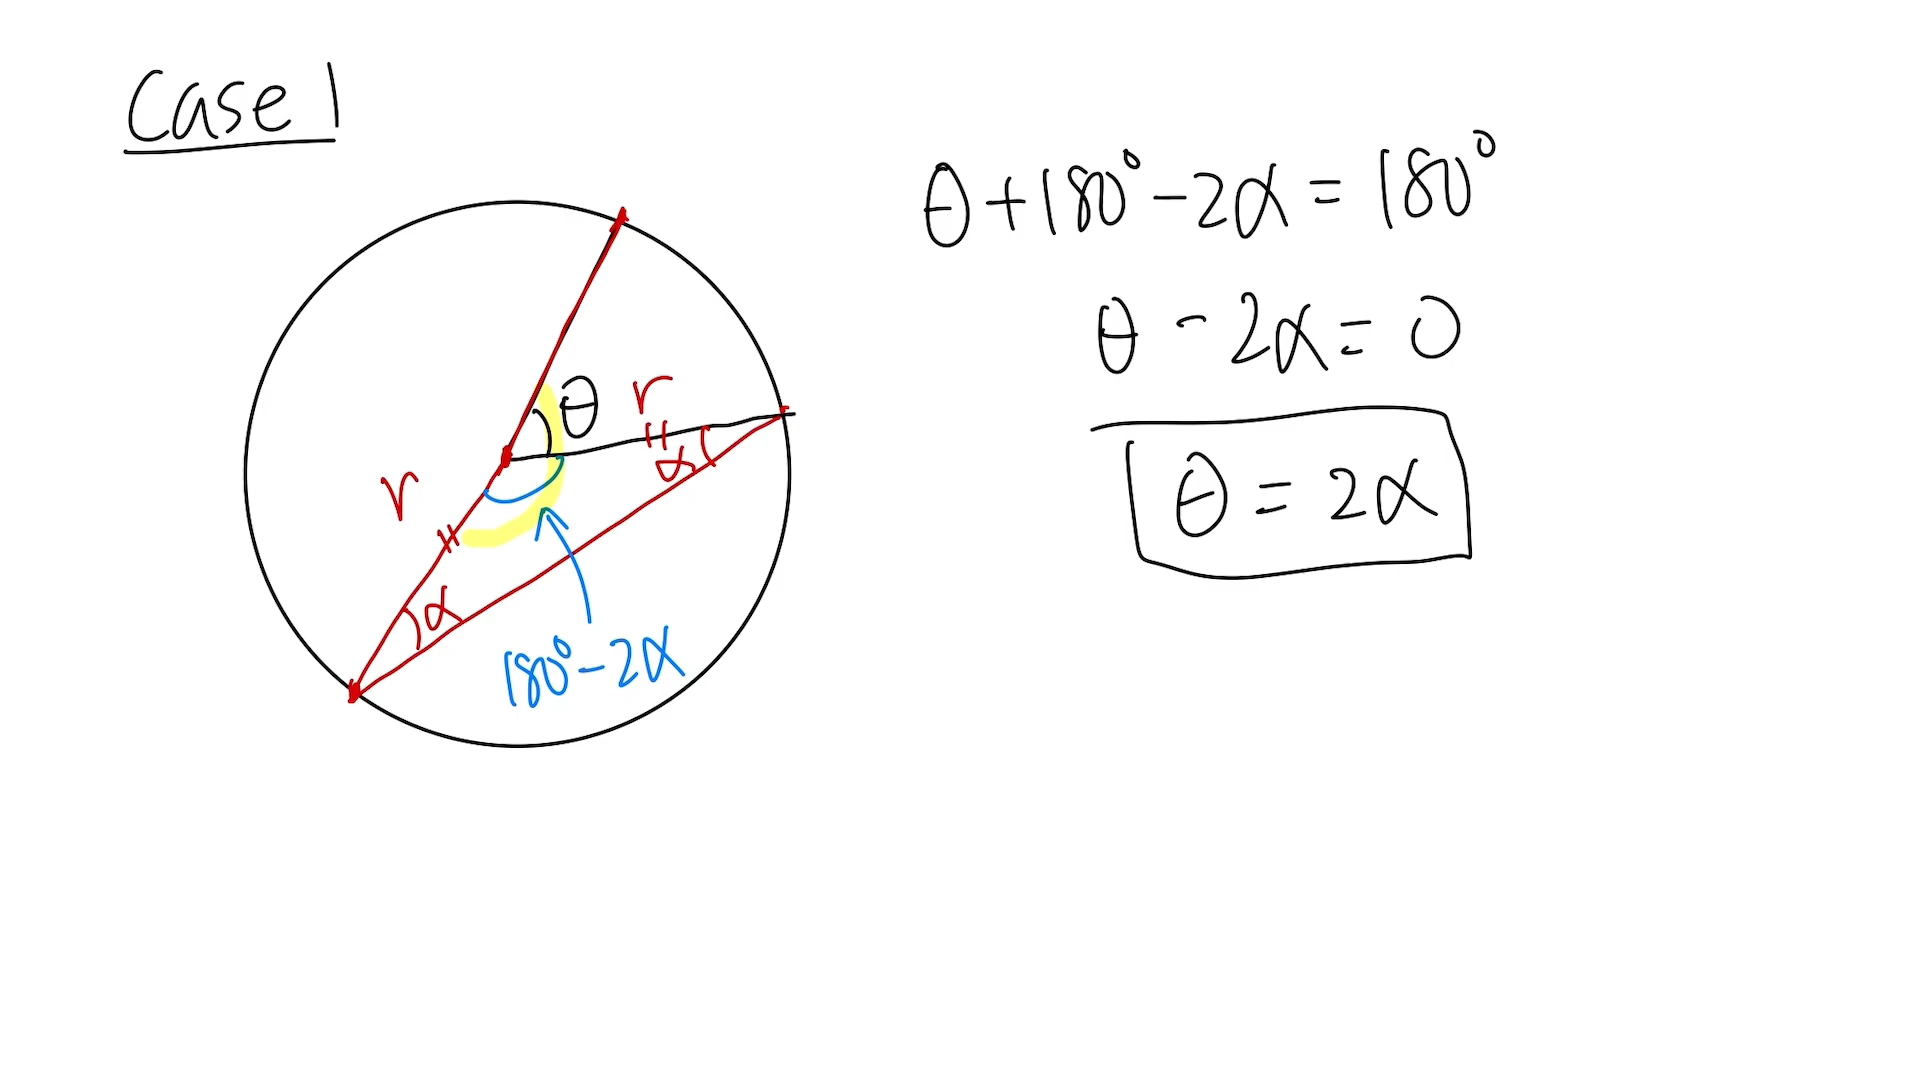 Case 1
θ + 180° - 2α = 180°
θ - 2α = 0
θ = 2α
θ
r
α
r
α
180° - 2α